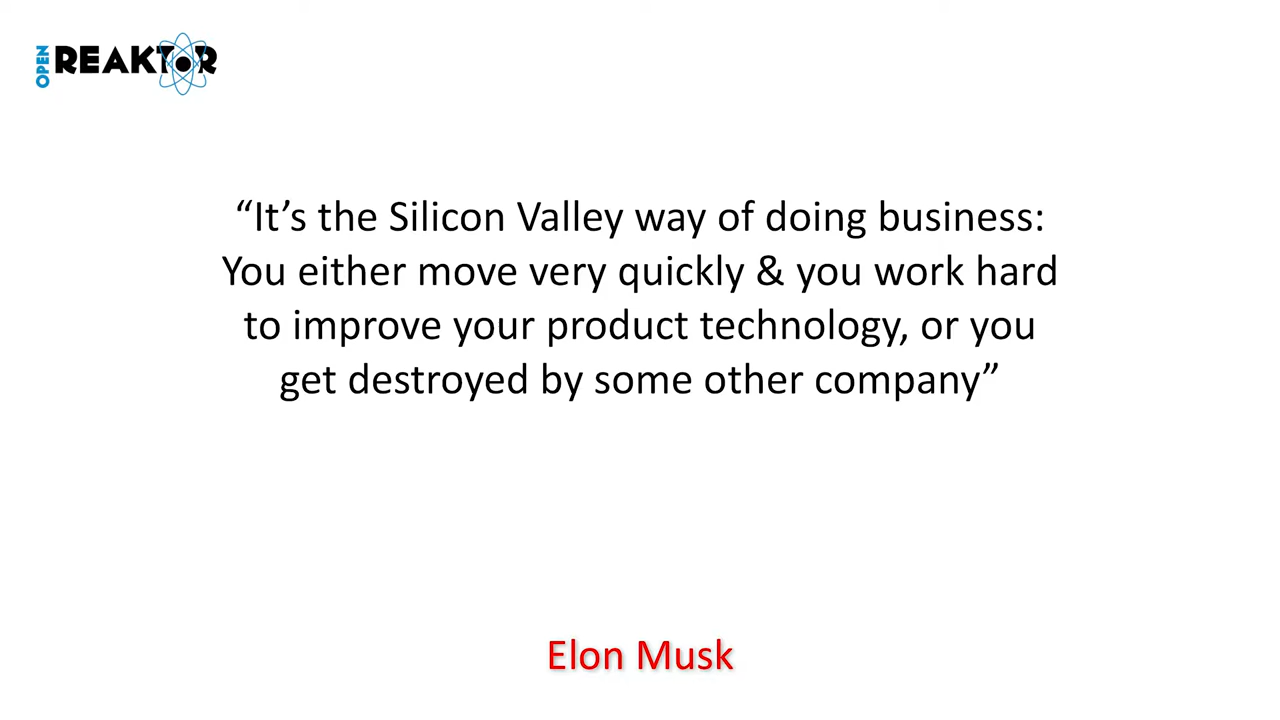 OPEN REAKTOR
“It’s the Silicon Valley way of doing business:
You either move very quickly & you work hard
to improve your product technology, or you
get destroyed by some other company”
Elon Musk